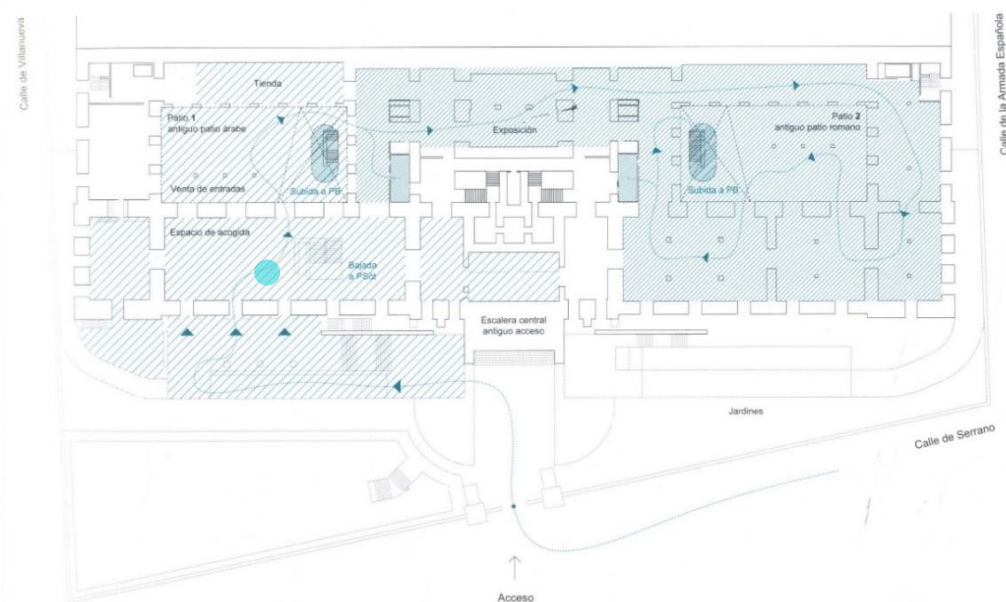 Calle de Villanueva
Calle de la Armada Española
Tienda
Patio 1
antiguo patio árabe
Exposición
Patio 2
antiguo patio romano
Venta de entradas
Subida a PB
Subida a PB
Espacio de acogida
Bajada
a PSót
Escalera central
antiguo acceso
Jardines
Calle de Serrano
Acceso